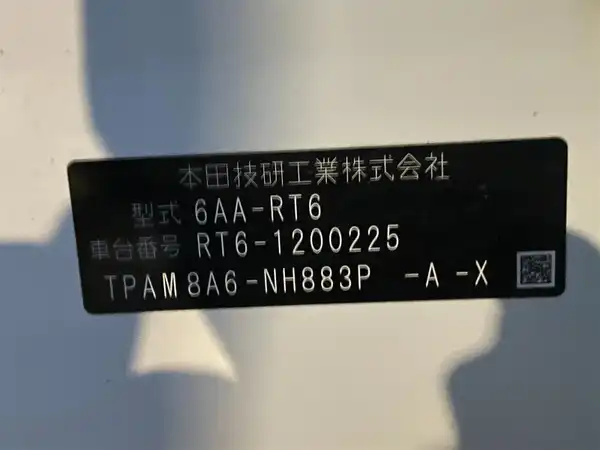 本田技研工業株式会社
型式 6AA-RT6
車台番号 RT6-1200225
TPAM8A6-NH883P -A -X